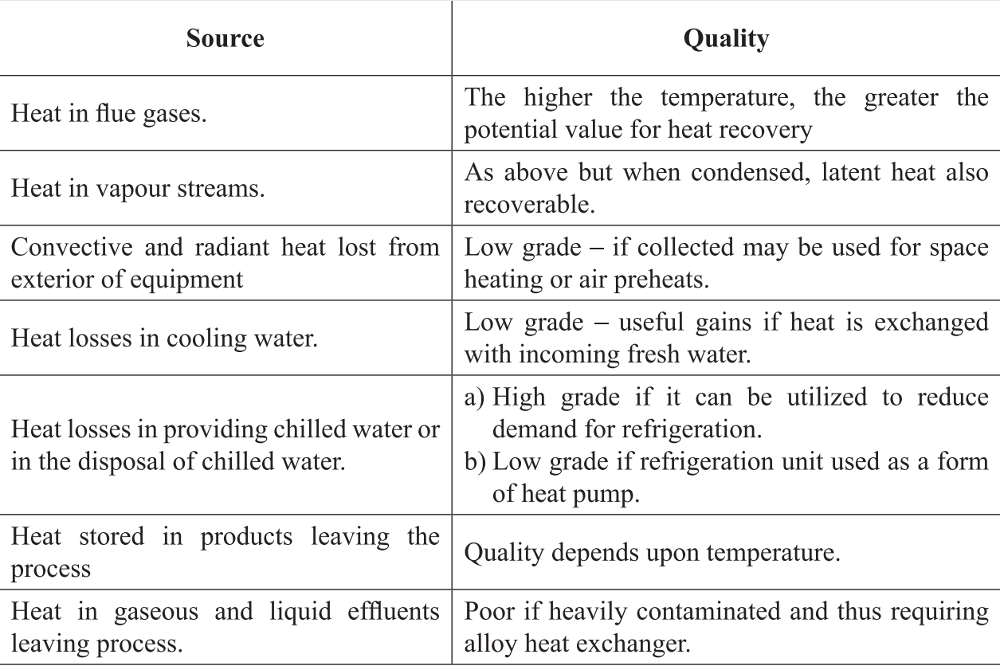 Source
Quality
Heat in flue gases.
The higher the temperature, the greater the
potential value for heat recovery
Heat in vapour streams.
As above but when condensed, latent heat also
recoverable.
Convective and radiant heat lost from
exterior of equipment
Low grade – if collected may be used for space
heating or air preheats.
Heat losses in cooling water.
Low grade – useful gains if heat is exchanged
with incoming fresh water.
Heat losses in providing chilled water or
in the disposal of chilled water.
a) High grade if it can be utilized to reduce
demand for refrigeration.
b) Low grade if refrigeration unit used as a form
of heat pump.
Heat stored in products leaving the
process
Quality depends upon temperature.
Heat in gaseous and liquid effluents
leaving process.
Poor if heavily contaminated and thus requiring
alloy heat exchanger.